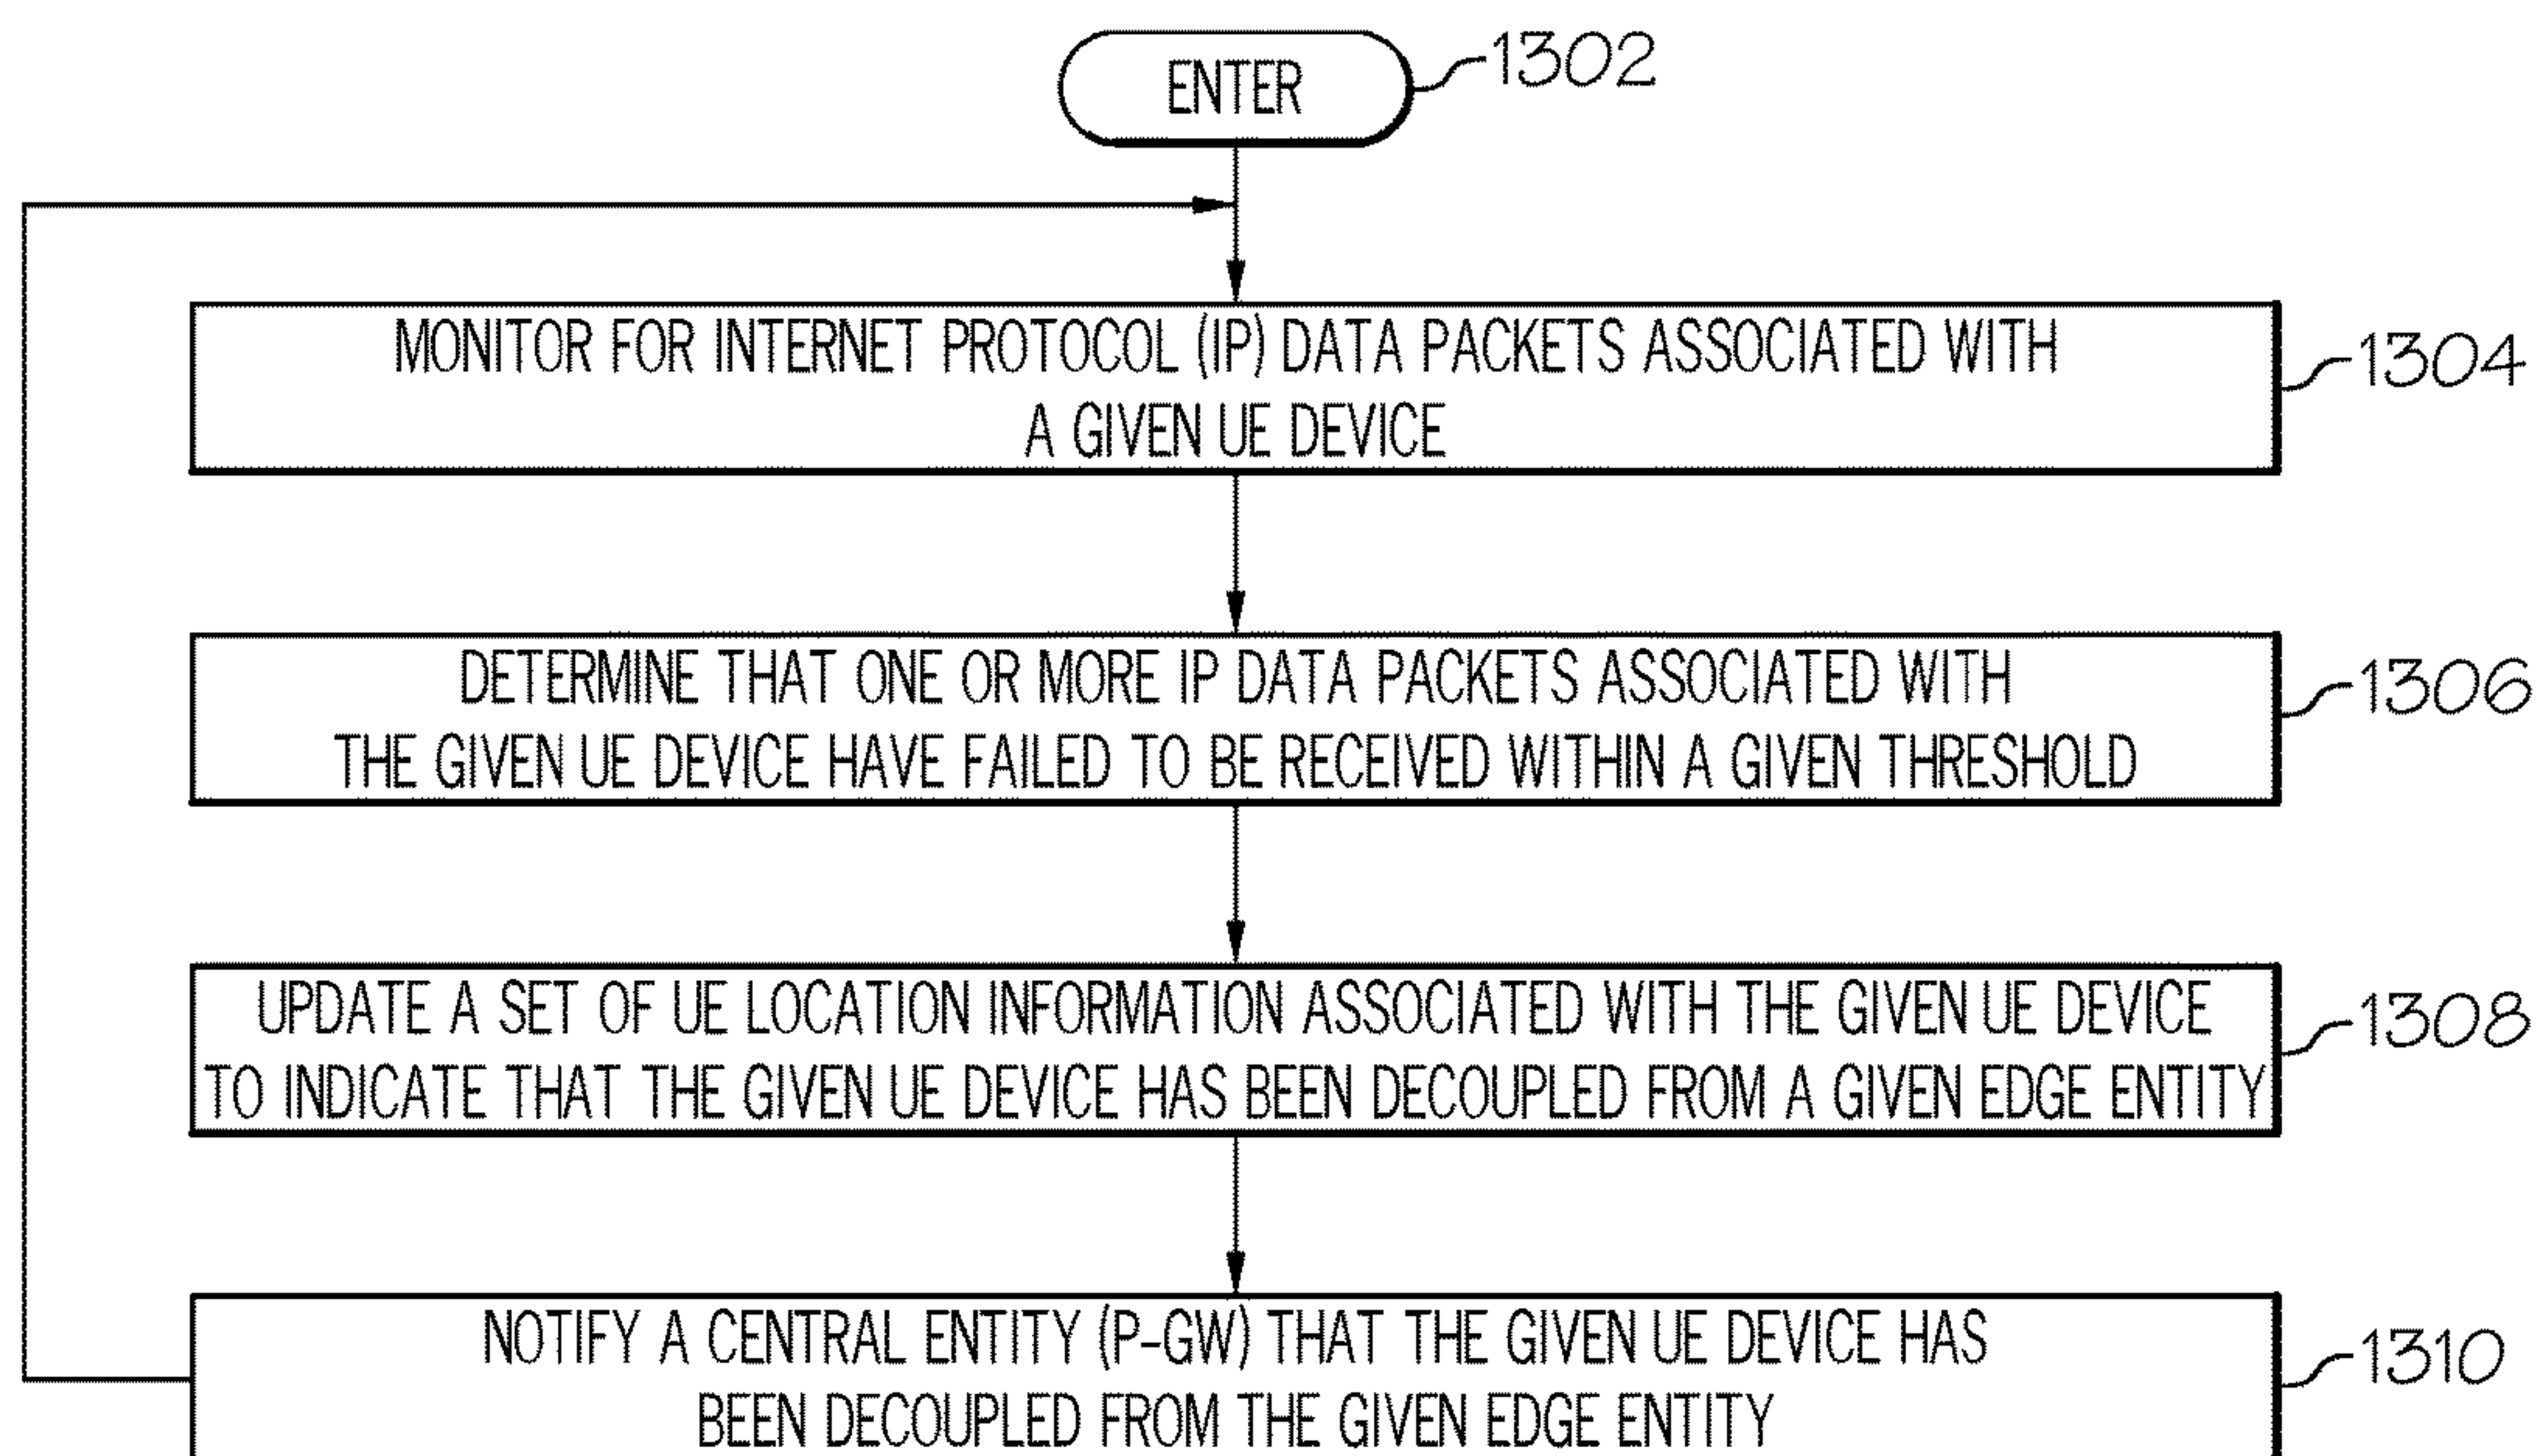 ENTER
1302
MONITOR FOR INTERNET PROTOCOL (IP) DATA PACKETS ASSOCIATED WITH
A GIVEN UE DEVICE
1304
DETERMINE THAT ONE OR MORE IP DATA PACKETS ASSOCIATED WITH
THE GIVEN UE DEVICE HAVE FAILED TO BE RECEIVED WITHIN A GIVEN THRESHOLD
1306
UPDATE A SET OF UE LOCATION INFORMATION ASSOCIATED WITH THE GIVEN UE DEVICE
TO INDICATE THAT THE GIVEN UE DEVICE HAS BEEN DECOUPLED FROM A GIVEN EDGE ENTITY
1308
NOTIFY A CENTRAL ENTITY (P-GW) THAT THE GIVEN UE DEVICE HAS
BEEN DECOUPLED FROM THE GIVEN EDGE ENTITY
1310